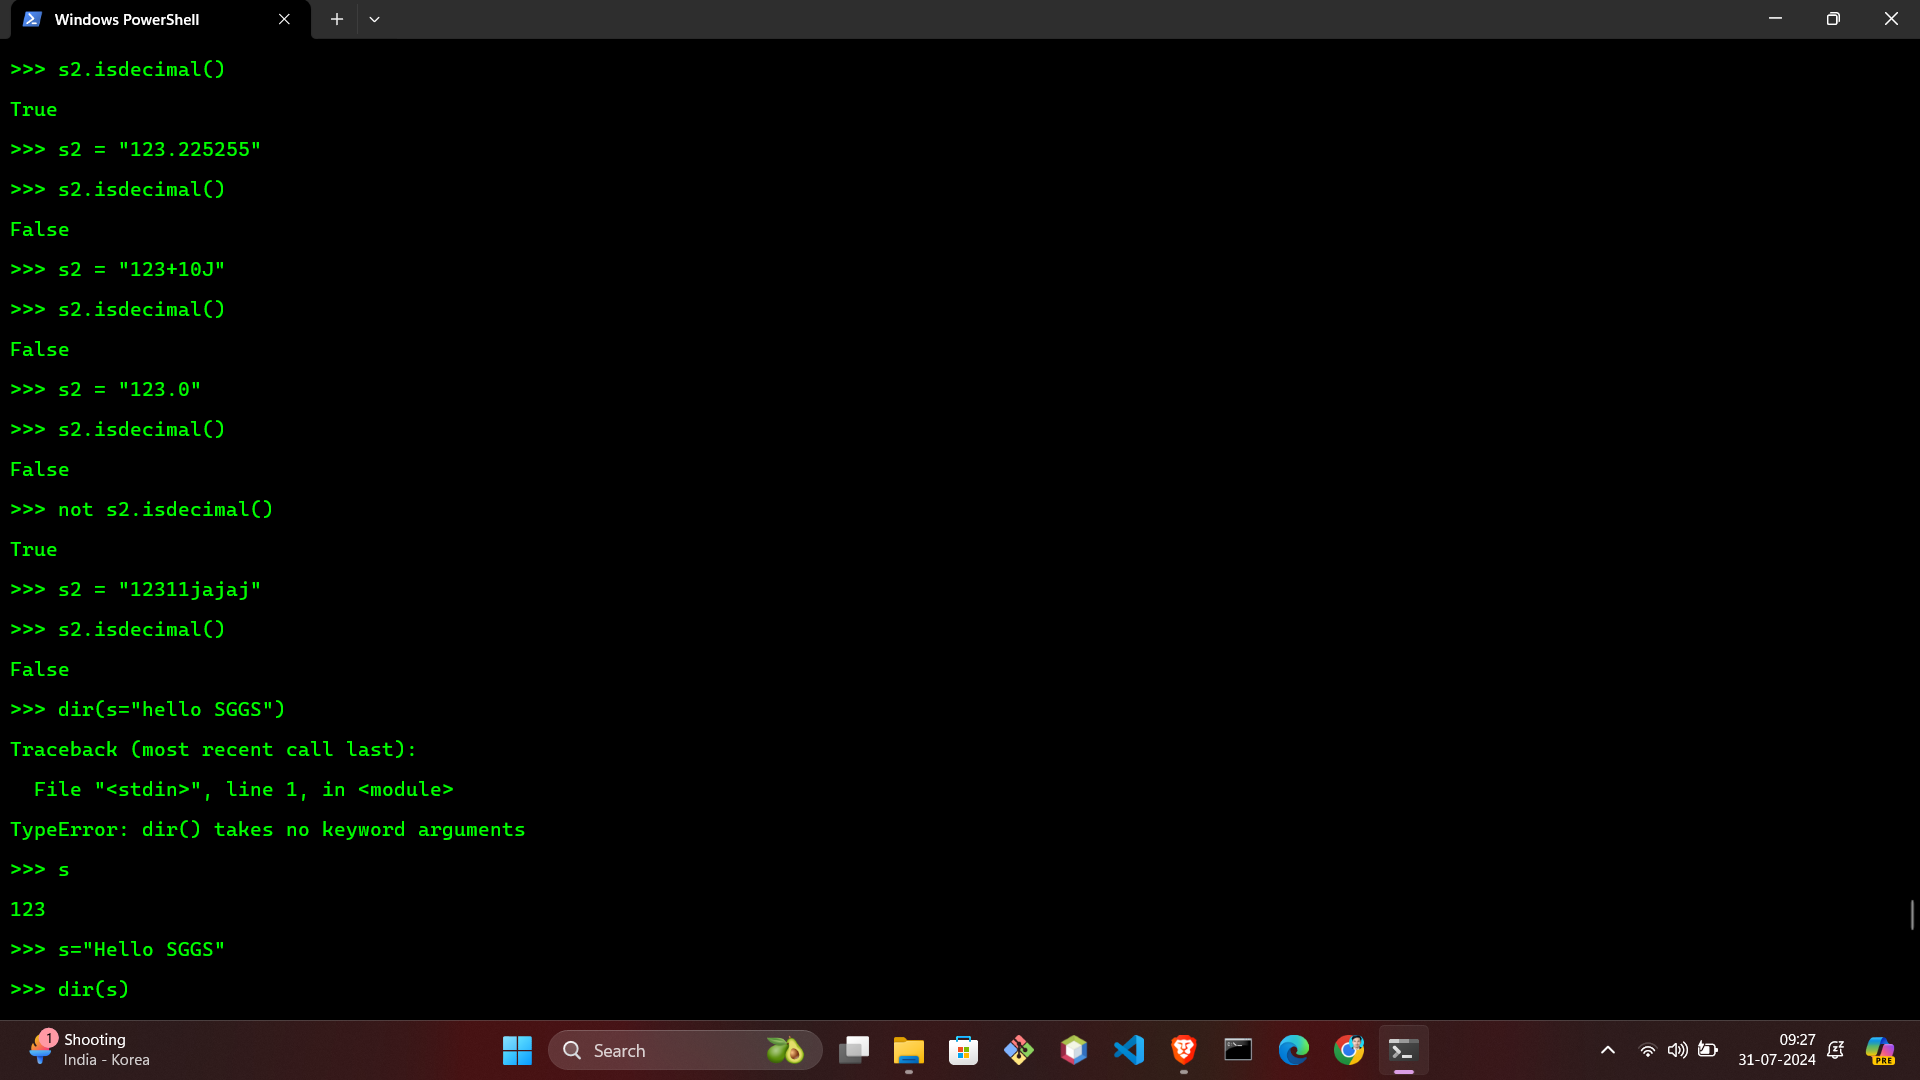 Windows PowerShell
>>> s2.isdecimal()
True
>>> s2 = "123.225255"
>>> s2.isdecimal()
False
>>> s2 = "123+10J"
>>> s2.isdecimal()
False
>>> s2 = "123.0"
>>> s2.isdecimal()
False
>>> not s2.isdecimal()
True
>>> s2 = "12311jajaj"
>>> s2.isdecimal()
False
>>> dir(s="hello SGGS")
Traceback (most recent call last):
  File "<stdin>", line 1, in <module>
TypeError: dir() takes no keyword arguments
>>> s
123
>>> s="Hello SGGS"
>>> dir(s)
1
Shooting
India - Korea
Search
09:27
31-07-2024
PRE